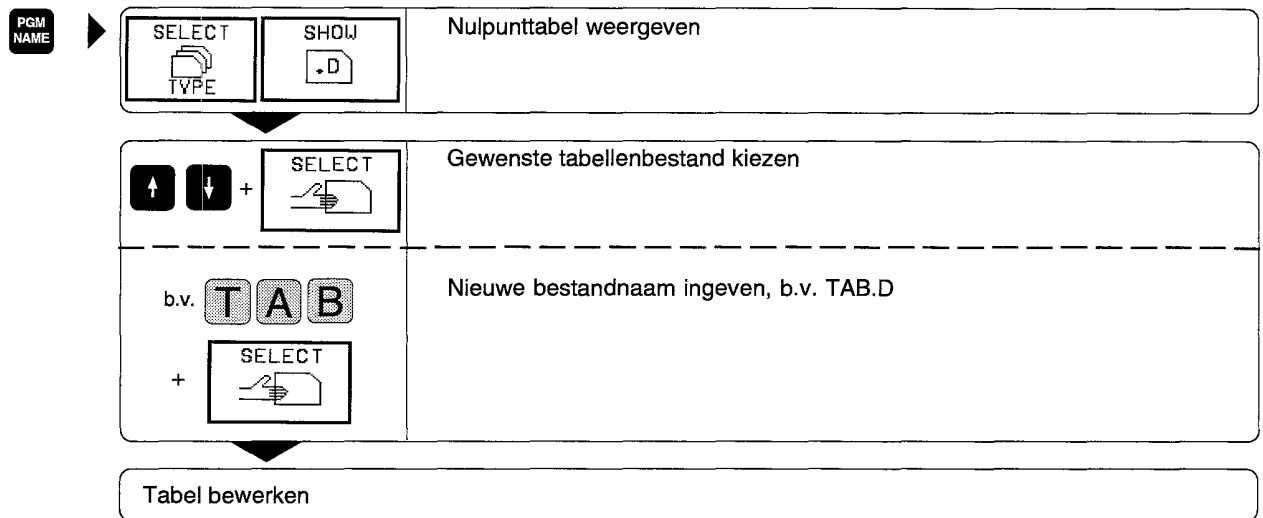 PGM
NAME
SELECT
TYPE
SHOW
.D
Nulpunttabel weergeven
+
SELECT
Gewenste tabellenbestand kiezen
b.v. T A B
Nieuwe bestandnaam ingeven, b.v. TAB.D
+
SELECT
Tabel bewerken